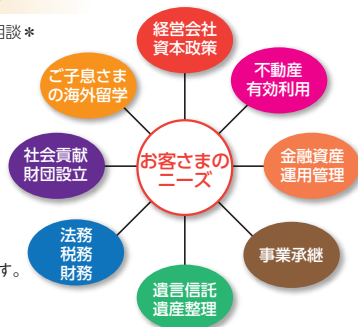 相談＊
経営会社
資本政策
ご子息さま
の海外留学
不動産
有効利用
お客さまの
ニーズ
社会貢献
財団設立
金融資産
運用管理
法務
税務
財務
事業承継
す。
遺言信託
遺産整理